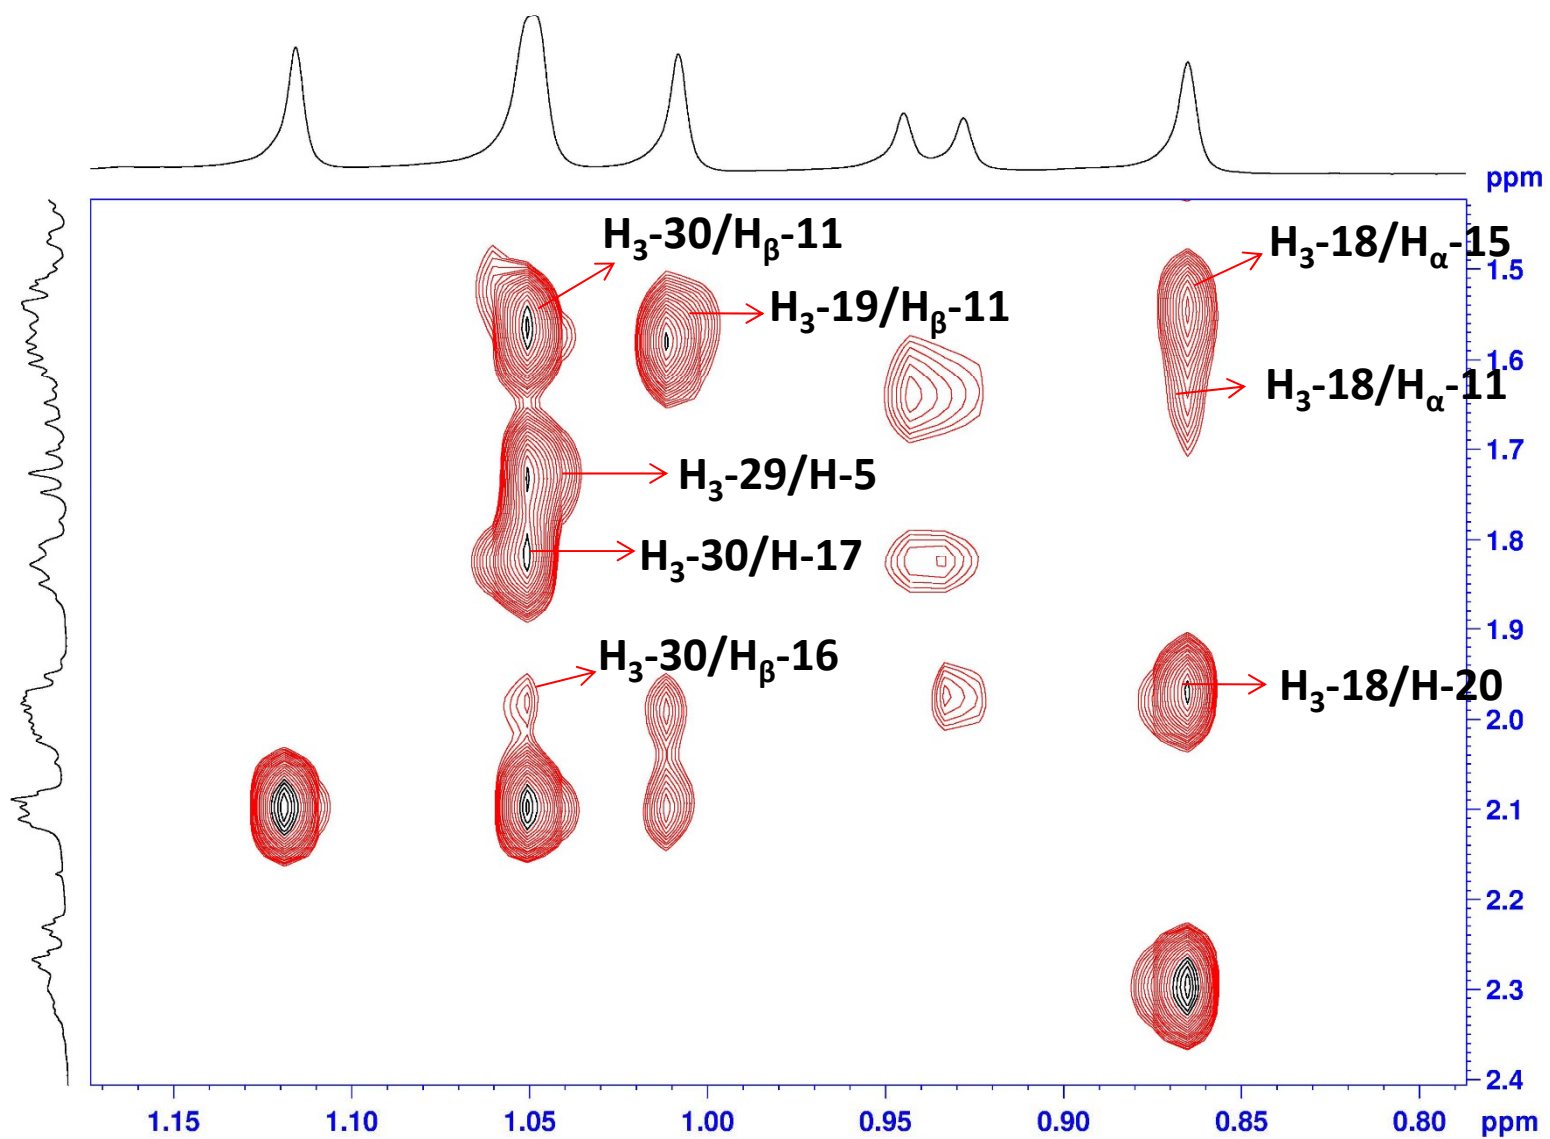 ppm
H₃-30/Hβ-11
H₃-18/Hα-15
1.5
H₃-19/Hβ-11
1.6
H₃-18/Hα-11
1.7
H₃-29/H-5
1.8
H₃-30/H-17
1.9
H₃-30/Hβ-16
H₃-18/H-20
2.0
2.1
2.2
2.3
2.4
1.15 1.10 1.05 1.00 0.95 0.90 0.85 0.80 ppm